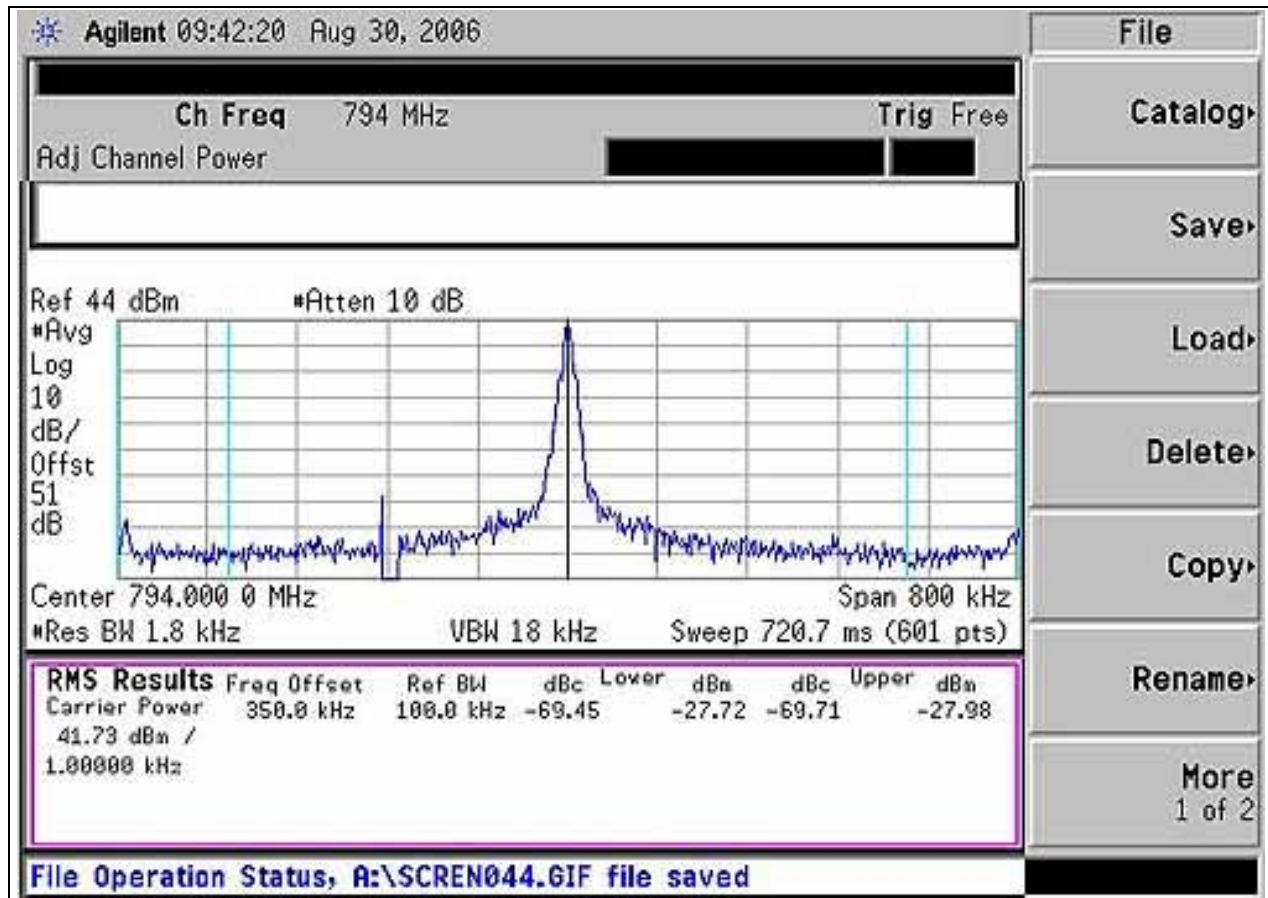 Agilent 09:42:20 Aug 30, 2006
File
Ch Freq 794 MHz
Trig Free
Adj Channel Power
Catalog
Save
Load
Delete
Copy
Rename
More
1 of 2
Ref 44 dBm #Atten 10 dB
#Avg
Log
10
dB/
Offst
51
dB
Center 794.000 0 MHz Span 800 kHz
#Res BW 1.8 kHz VBW 18 kHz Sweep 720.7 ms (601 pts)
RMS Results Freq Offset Ref BW dBc Lower dBm dBc Upper dBm
Carrier Power 350.0 kHz 100.0 kHz -69.45 -27.72 -69.71 -27.98
41.73 dBm /
1.00000 kHz
File Operation Status, A:\SCREN044.GIF file saved